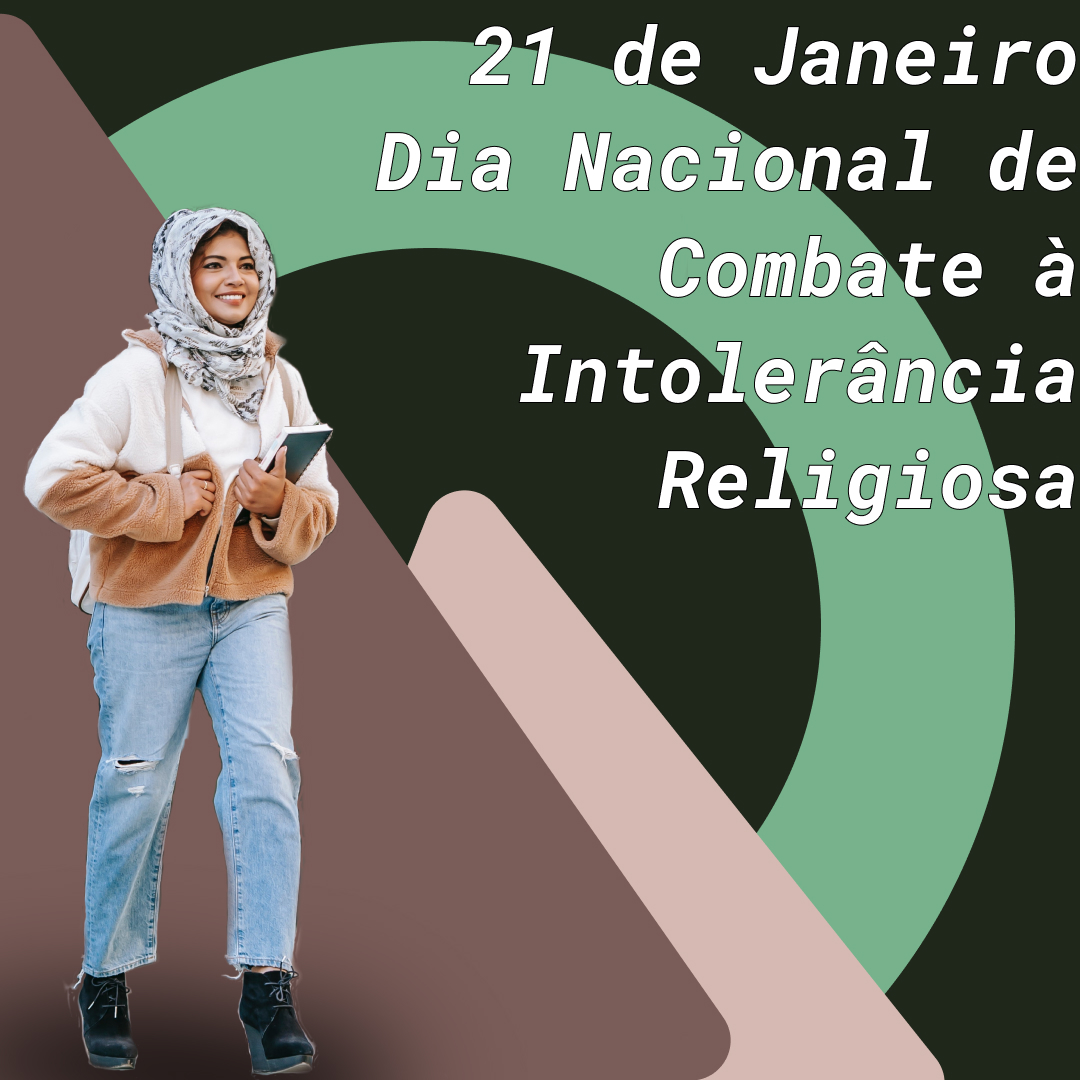 21 de Janeiro
Dia Nacional de
Combate à
Intolerância
Religiosa